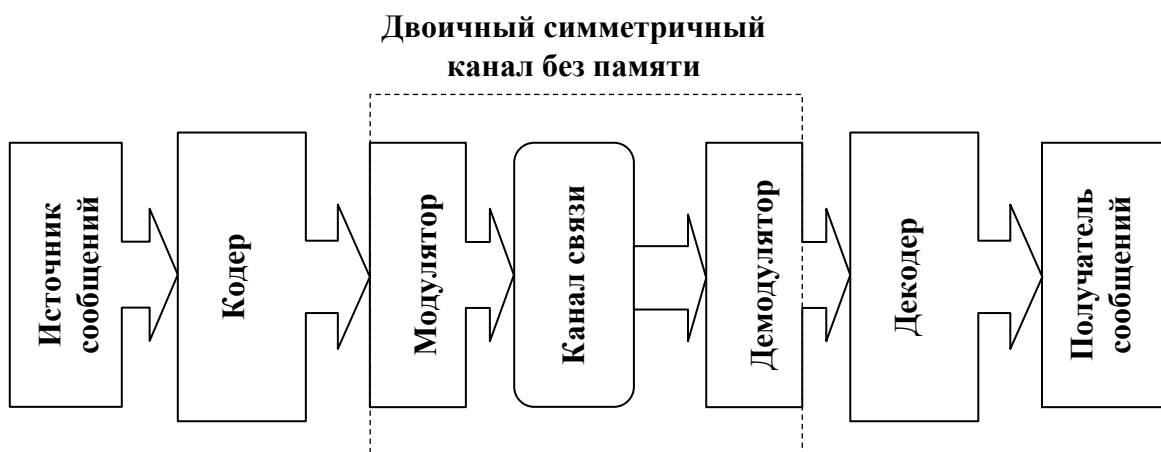 Двоичный симметричный
канал без памяти
Источник
сообщений
Кодер
Модулятор
Канал связи
Демодулятор
Декодер
Получатель
сообщений